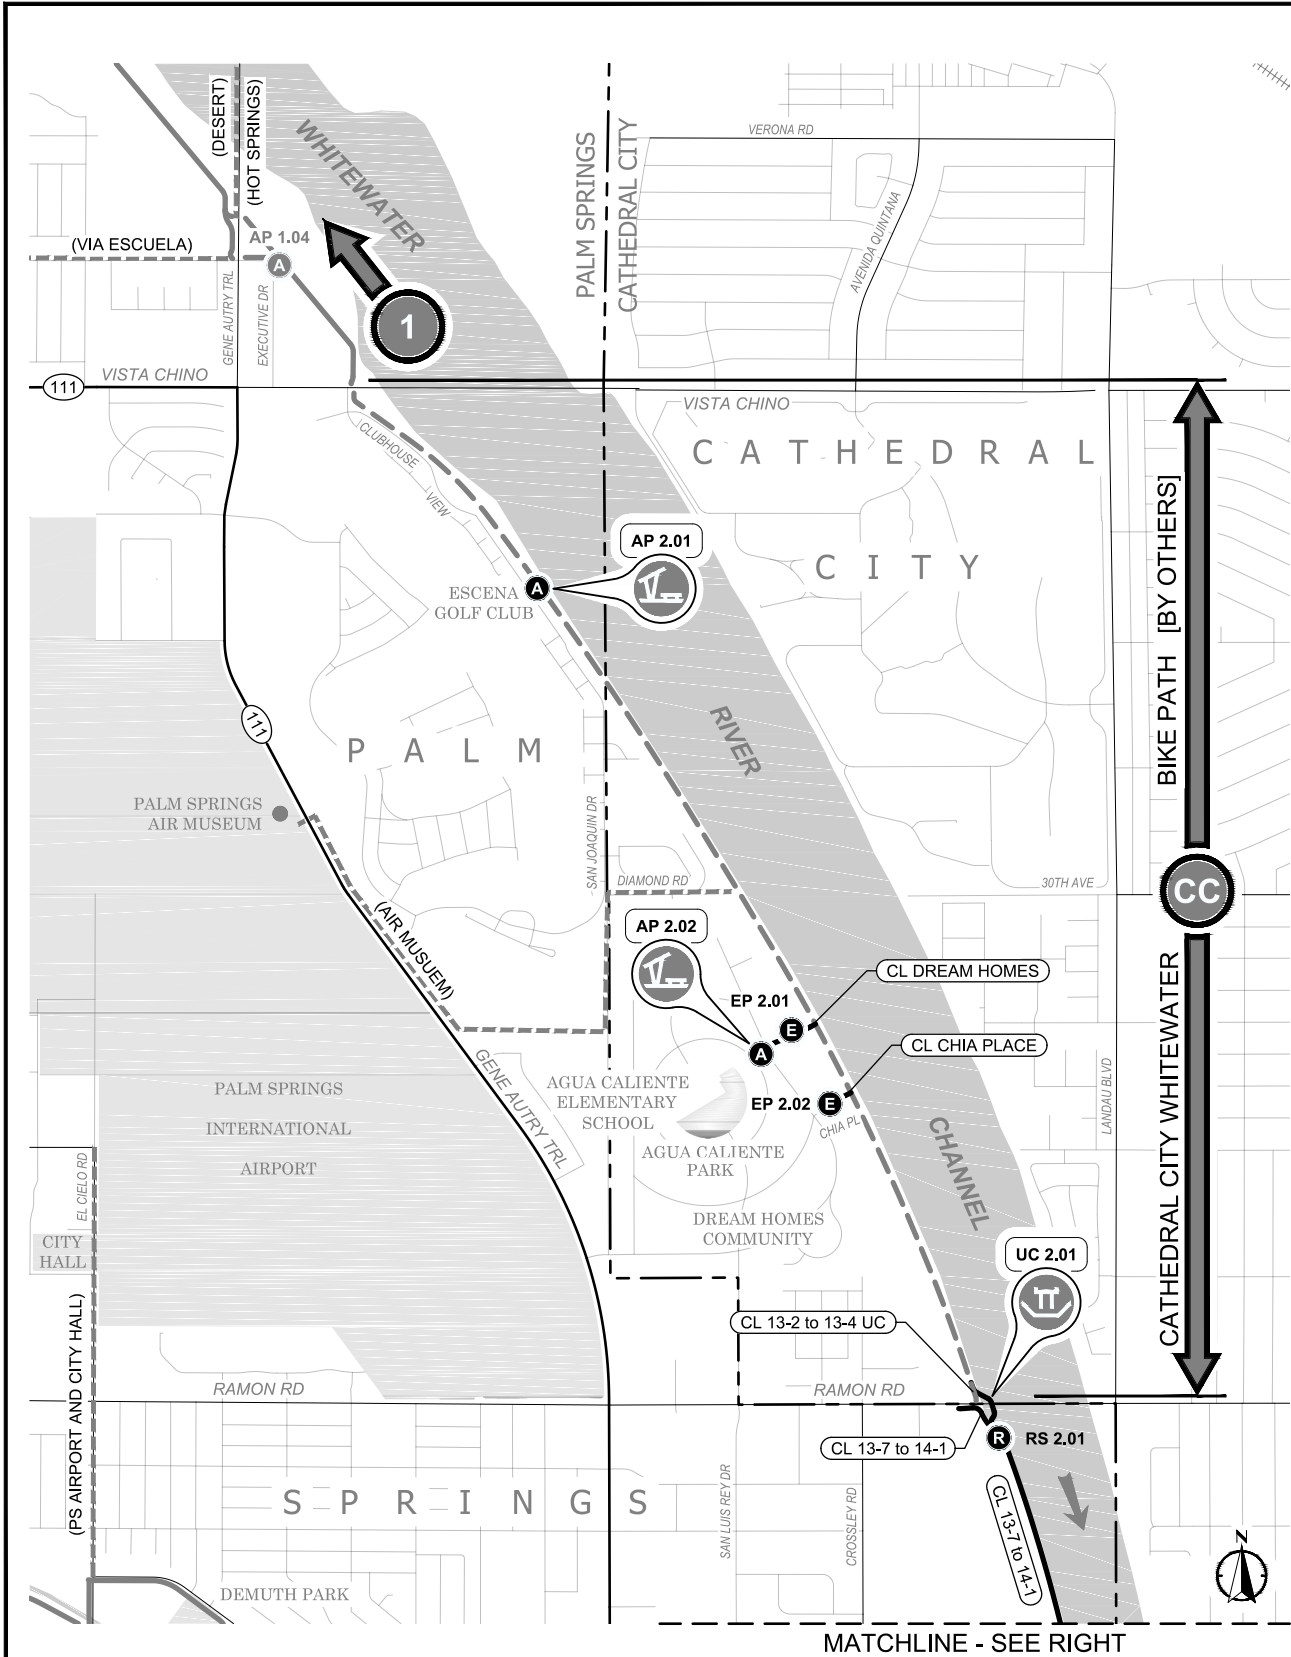 (DESERT)
(HOT SPRINGS)
WHITEWATER
PALM SPRINGS
CATHEDRAL CITY
VERONA RD
AVENIDA QUINTANA
(VIA ESCUELA)
AP 1.04
A
GENE AUTRY TRL
EXECUTIVE DR
1
111
VISTA CHINO
VISTA CHINO
CATHEDRAL
CITY
CLUBHOUSE
VIEW
AP 2.01
A
ESCENA
GOLF CLUB
BIKE PATH [BY OTHERS]
RIVER
111
PALM
PALM SPRINGS
AIR MUSEUM
SAN JOAQUIN DR
DIAMOND RD
30TH AVE
CC
(AIR MUSUEM)
AP 2.02
CL DREAM HOMES
EP 2.01
E
A
CL CHIA PLACE
EP 2.02
E
CHIA PL
GENE AUTRY TRL
AGUA CALIENTE
ELEMENTARY
SCHOOL
AGUA CALIENTE
PARK
PALM SPRINGS
INTERNATIONAL
AIRPORT
LANDAU BLVD
CHANNEL
CATHEDRAL CITY WHITEWATER
EL CIELO RD
CITY
HALL
DREAM HOMES
COMMUNITY
UC 2.01
CL 13-2 to 13-4 UC
(PS AIRPORT AND CITY HALL)
RAMON RD
RAMON RD
CL 13-7 to 14-1
R
RS 2.01
SPRINGS
SAN LUIS REY DR
CROSSLEY RD
CL 13-7 to 14-1
N
DEMUTH PARK
MATCHLINE - SEE RIGHT